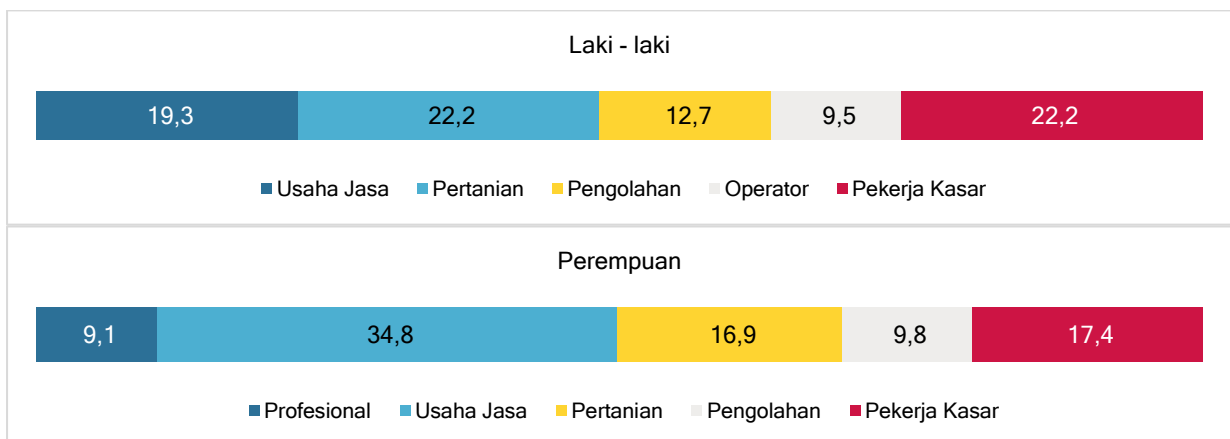 Laki - laki
19,3 22,2 12,7 9,5 22,2
Usaha Jasa Pertanian Pengolahan Operator Pekerja Kasar
Perempuan
9,1 34,8 16,9 9,8 17,4
Profesional Usaha Jasa Pertanian Pengolahan Pekerja Kasar